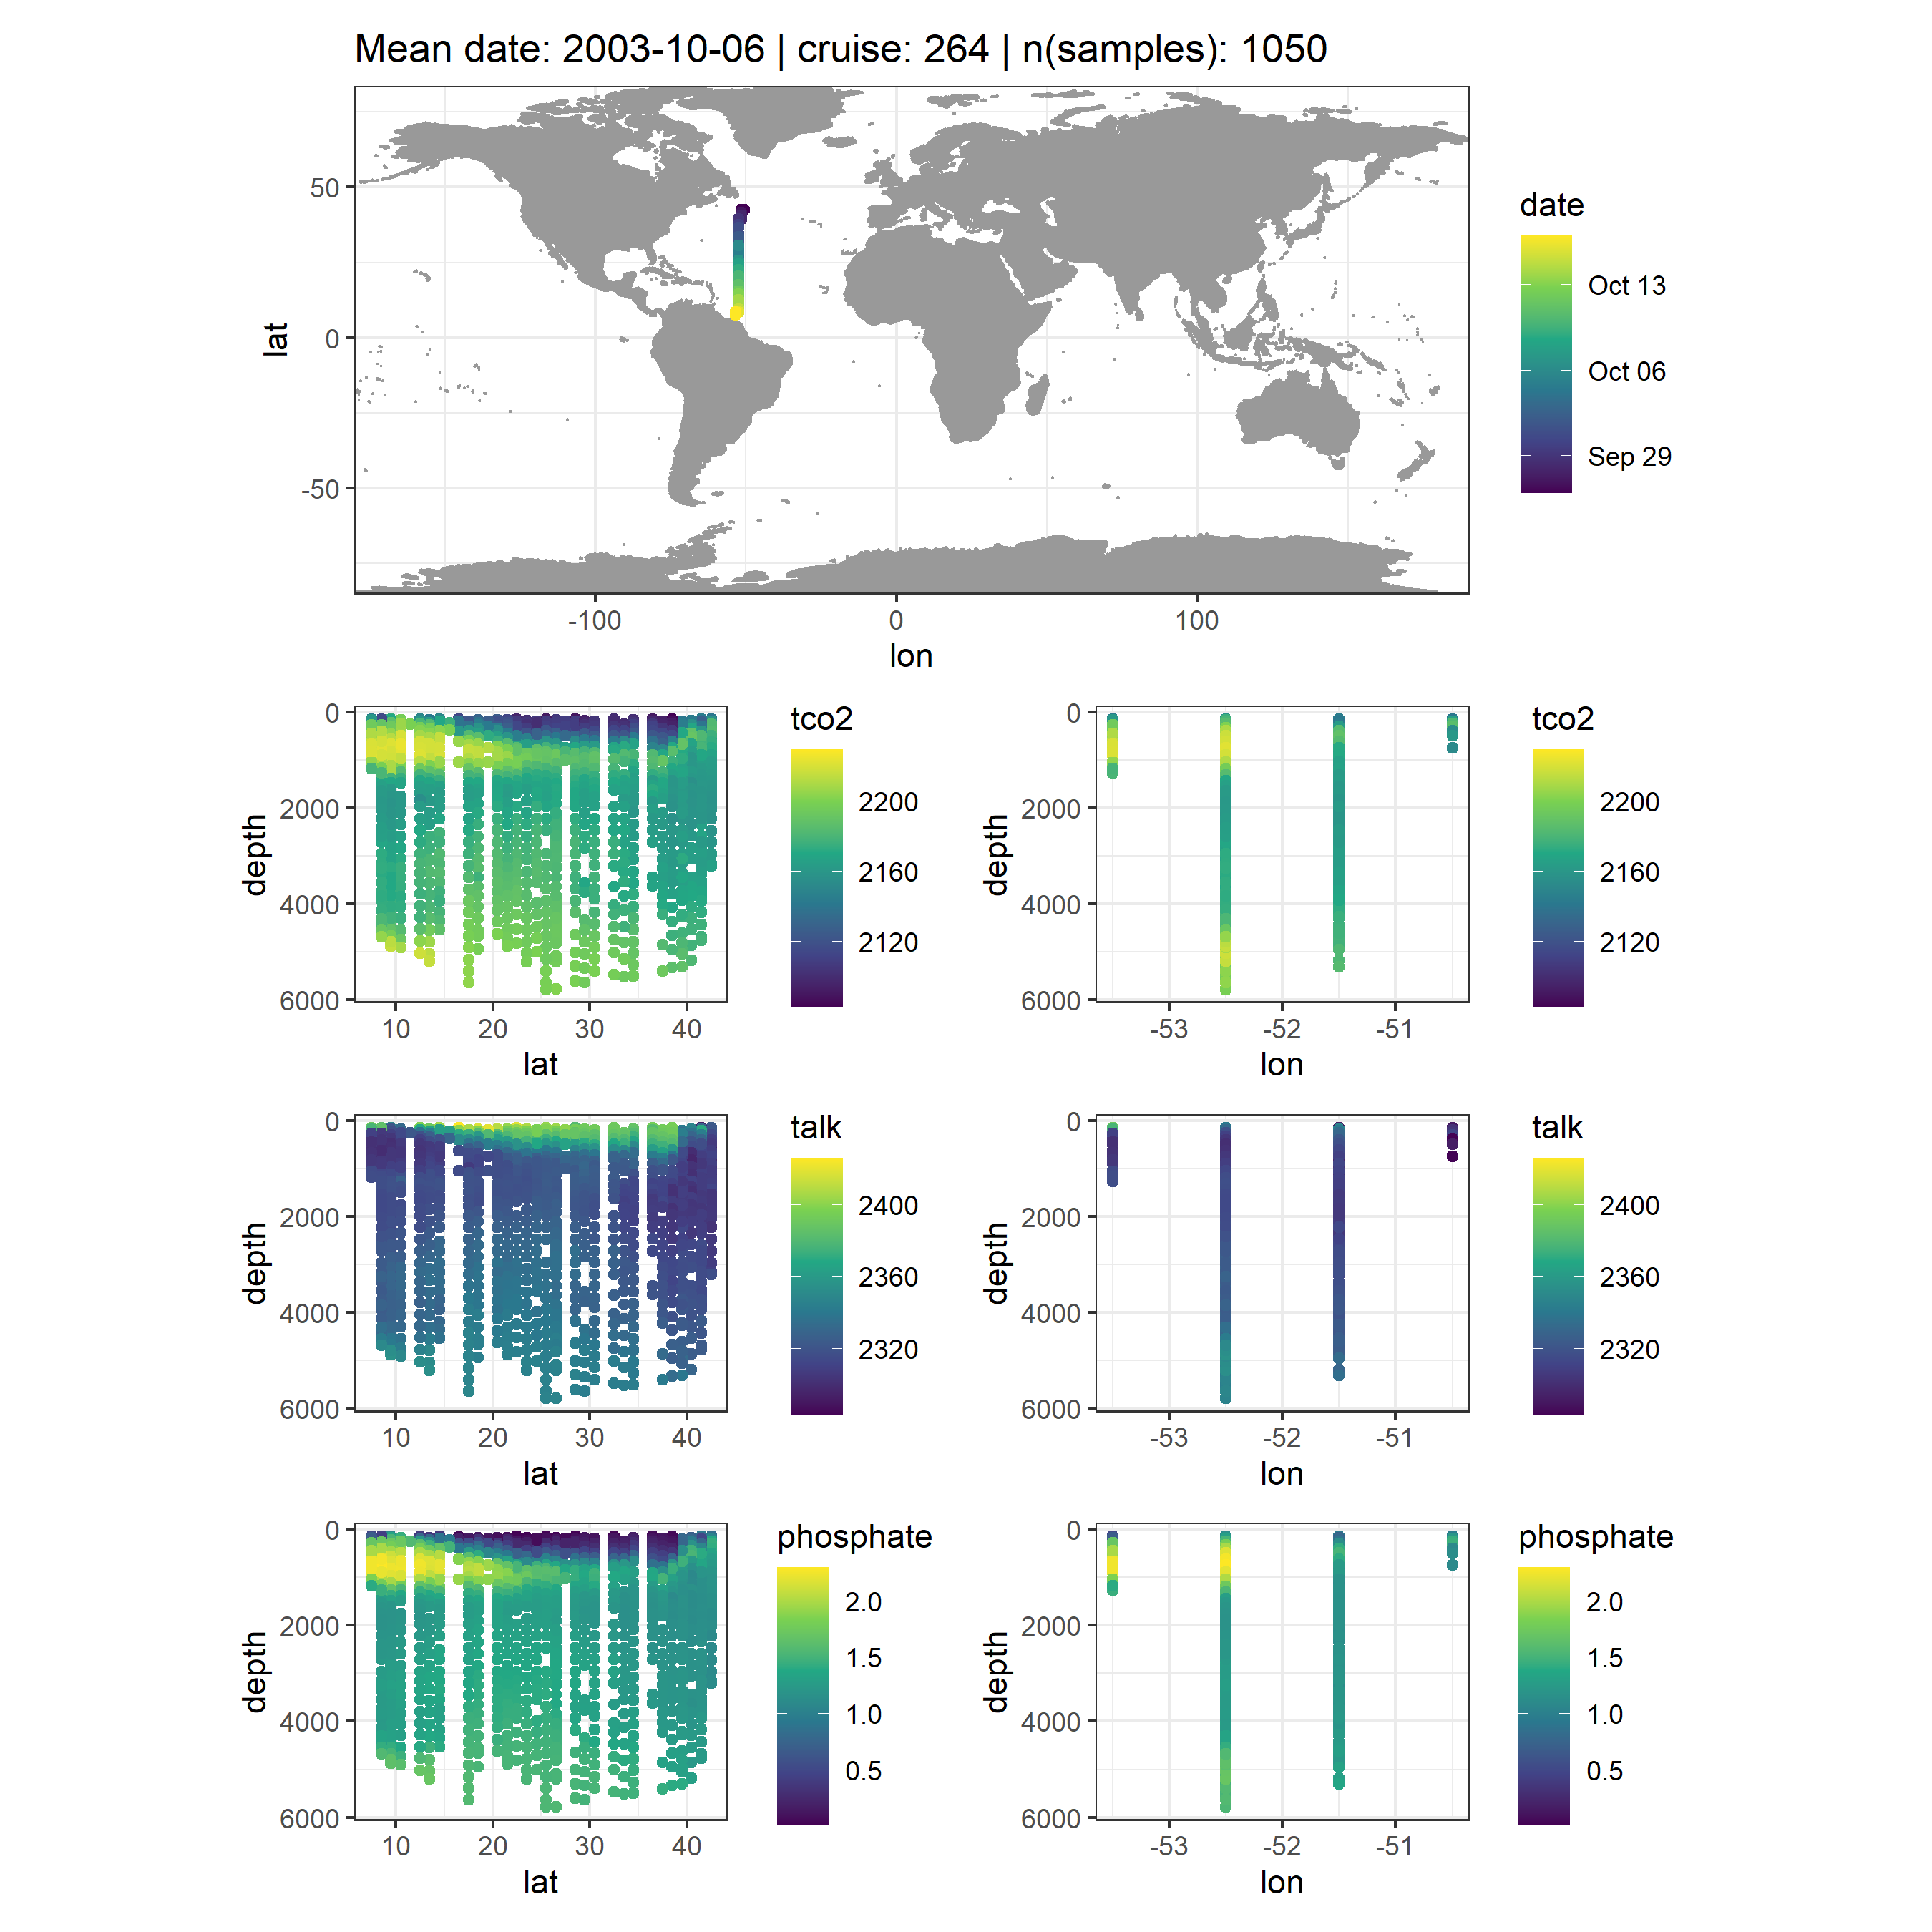 Mean date: 2003-10-06 | cruise: 264 | n(samples): 1050
lat
50
0
-50
-100 0 100
lon
date
Oct 13
Oct 06
Sep 29
depth
0
2000
4000
6000
10 20 30 40
lat
tco2
2200
2160
2120
depth
0
2000
4000
6000
-53 -52 -51
lon
tco2
2200
2160
2120
depth
0
2000
4000
6000
10 20 30 40
lat
talk
2400
2360
2320
depth
0
2000
4000
6000
-53 -52 -51
lon
talk
2400
2360
2320
depth
0
2000
4000
6000
10 20 30 40
lat
phosphate
2.0
1.5
1.0
0.5
depth
0
2000
4000
6000
-53 -52 -51
lon
phosphate
2.0
1.5
1.0
0.5